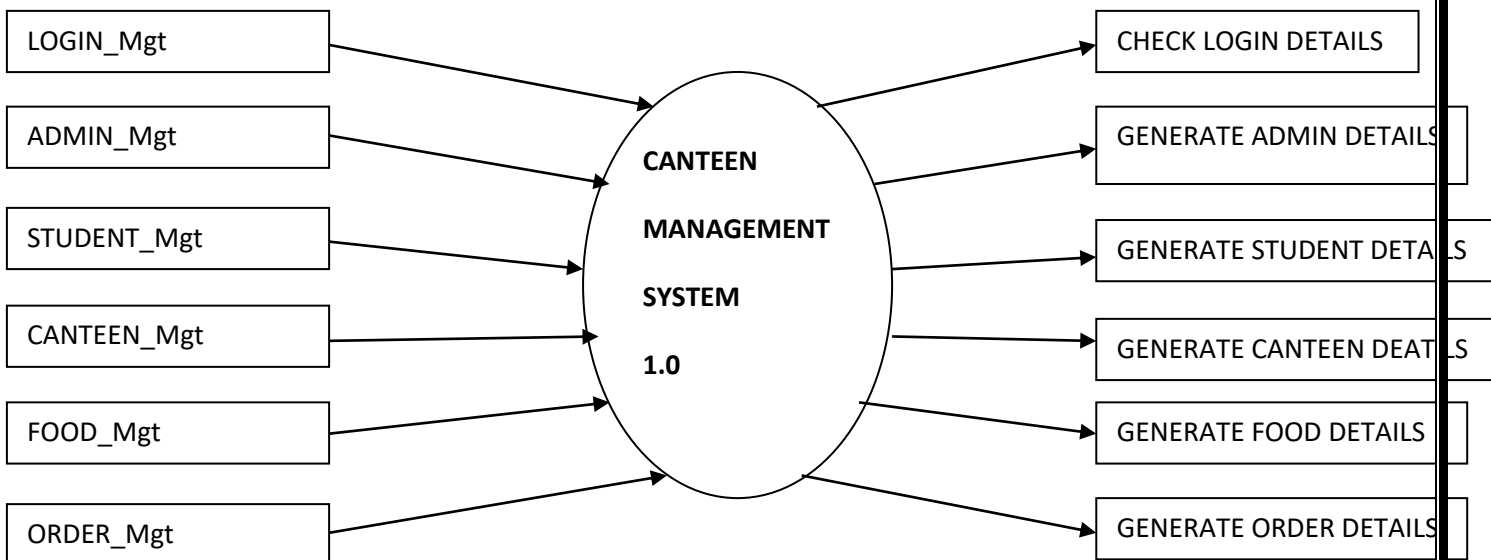 LOGIN_Mgt
ADMIN_Mgt
STUDENT_Mgt
CANTEEN_Mgt
FOOD_Mgt
ORDER_Mgt
CANTEEN
MANAGEMENT
SYSTEM
1.0
CHECK LOGIN DETAILS
GENERATE ADMIN DETAILS
GENERATE STUDENT DETAILS
GENERATE CANTEEN DEATILS
GENERATE FOOD DETAILS
GENERATE ORDER DETAILS